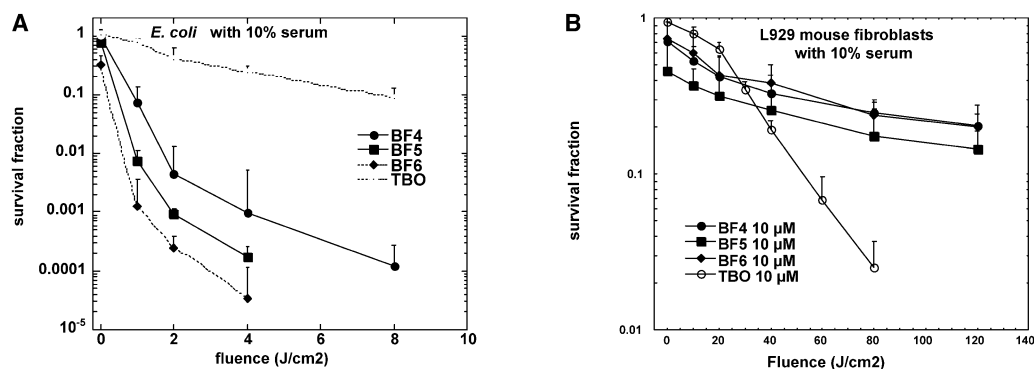 A
E. coli with 10% serum
1
0.1
0.01
0.001
0.0001
10-5
survival fraction
0 2 4 6 8 10
fluence (J/cm2)
BF4
BF5
BF6
TBO
B
L929 mouse fibroblasts
with 10% serum
1
0.1
0.01
survival fraction
0 20 40 60 80 100 120 140
Fluence (J/cm2)
BF4 10 µM
BF5 10 µM
BF6 10 µM
TBO 10 µM